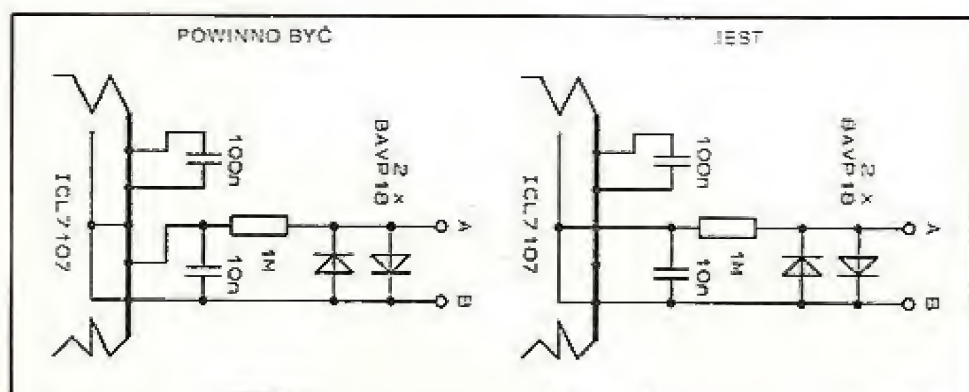 POWINNO BYĆ
JEST
ICL7107
100n
10n
1M
2 x
BAVP18
A
B
ICL7107
100n
10n
1M
2 x
BAVP18
A
B